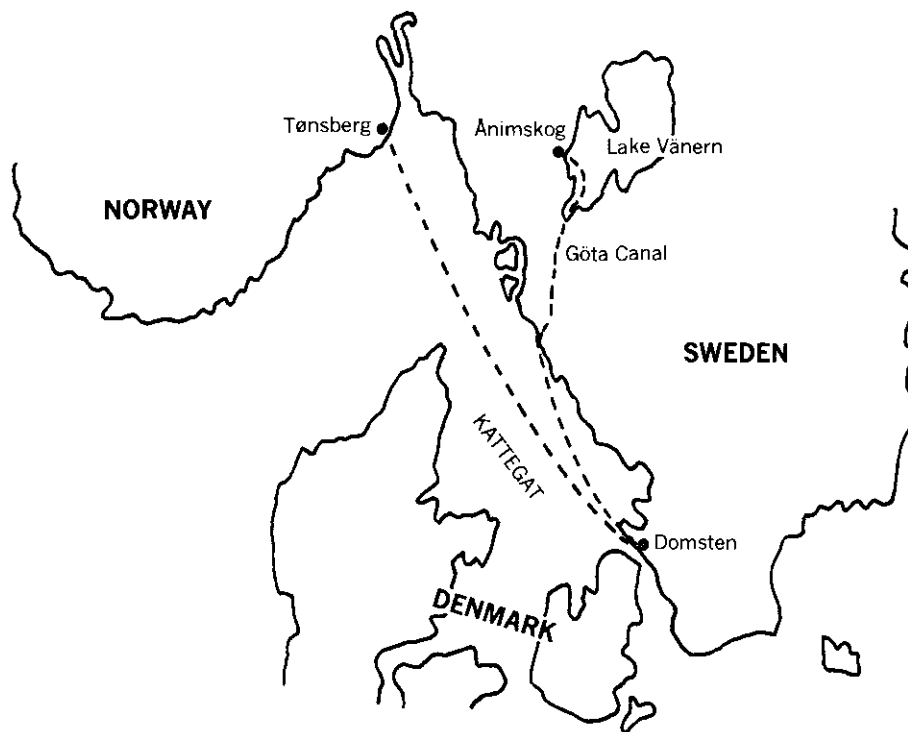 Tønsberg
Ånimskog
Lake Vänern
NORWAY
Göta Canal
SWEDEN
KATTEGAT
Domsten
DENMARK